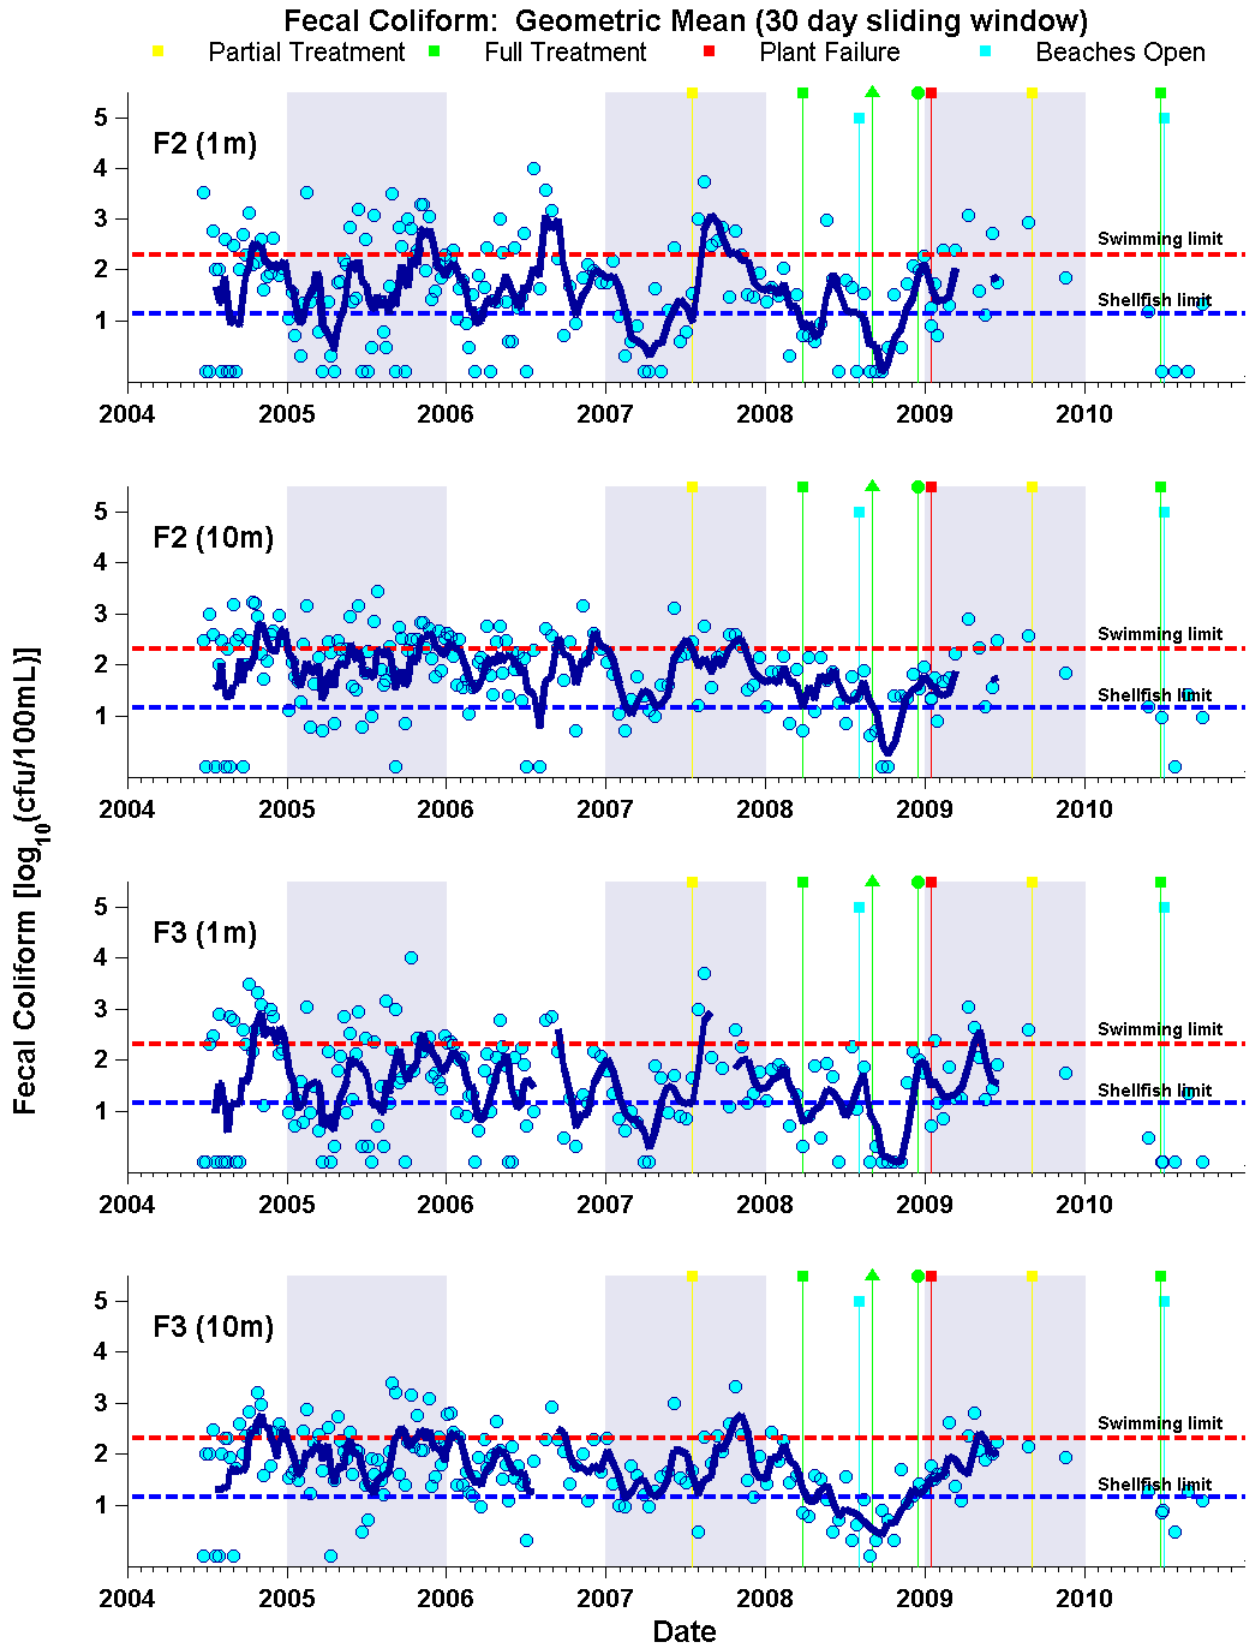 Fecal Coliform: Geometric Mean (30 day sliding window)
Partial Treatment Full Treatment Plant Failure Beaches Open
F2 (1m)
5
4
3
2
1
Swimming limit
Shellfish limit
2004 2005 2006 2007 2008 2009 2010
F2 (10m)
5
4
3
2
1
Swimming limit
Shellfish limit
2004 2005 2006 2007 2008 2009 2010
Fecal Coliform [log10(cfu/100mL)]
F3 (1m)
5
4
3
2
1
Swimming limit
Shellfish limit
2004 2005 2006 2007 2008 2009 2010
F3 (10m)
5
4
3
2
1
Swimming limit
Shellfish limit
2004 2005 2006 2007 2008 2009 2010
Date